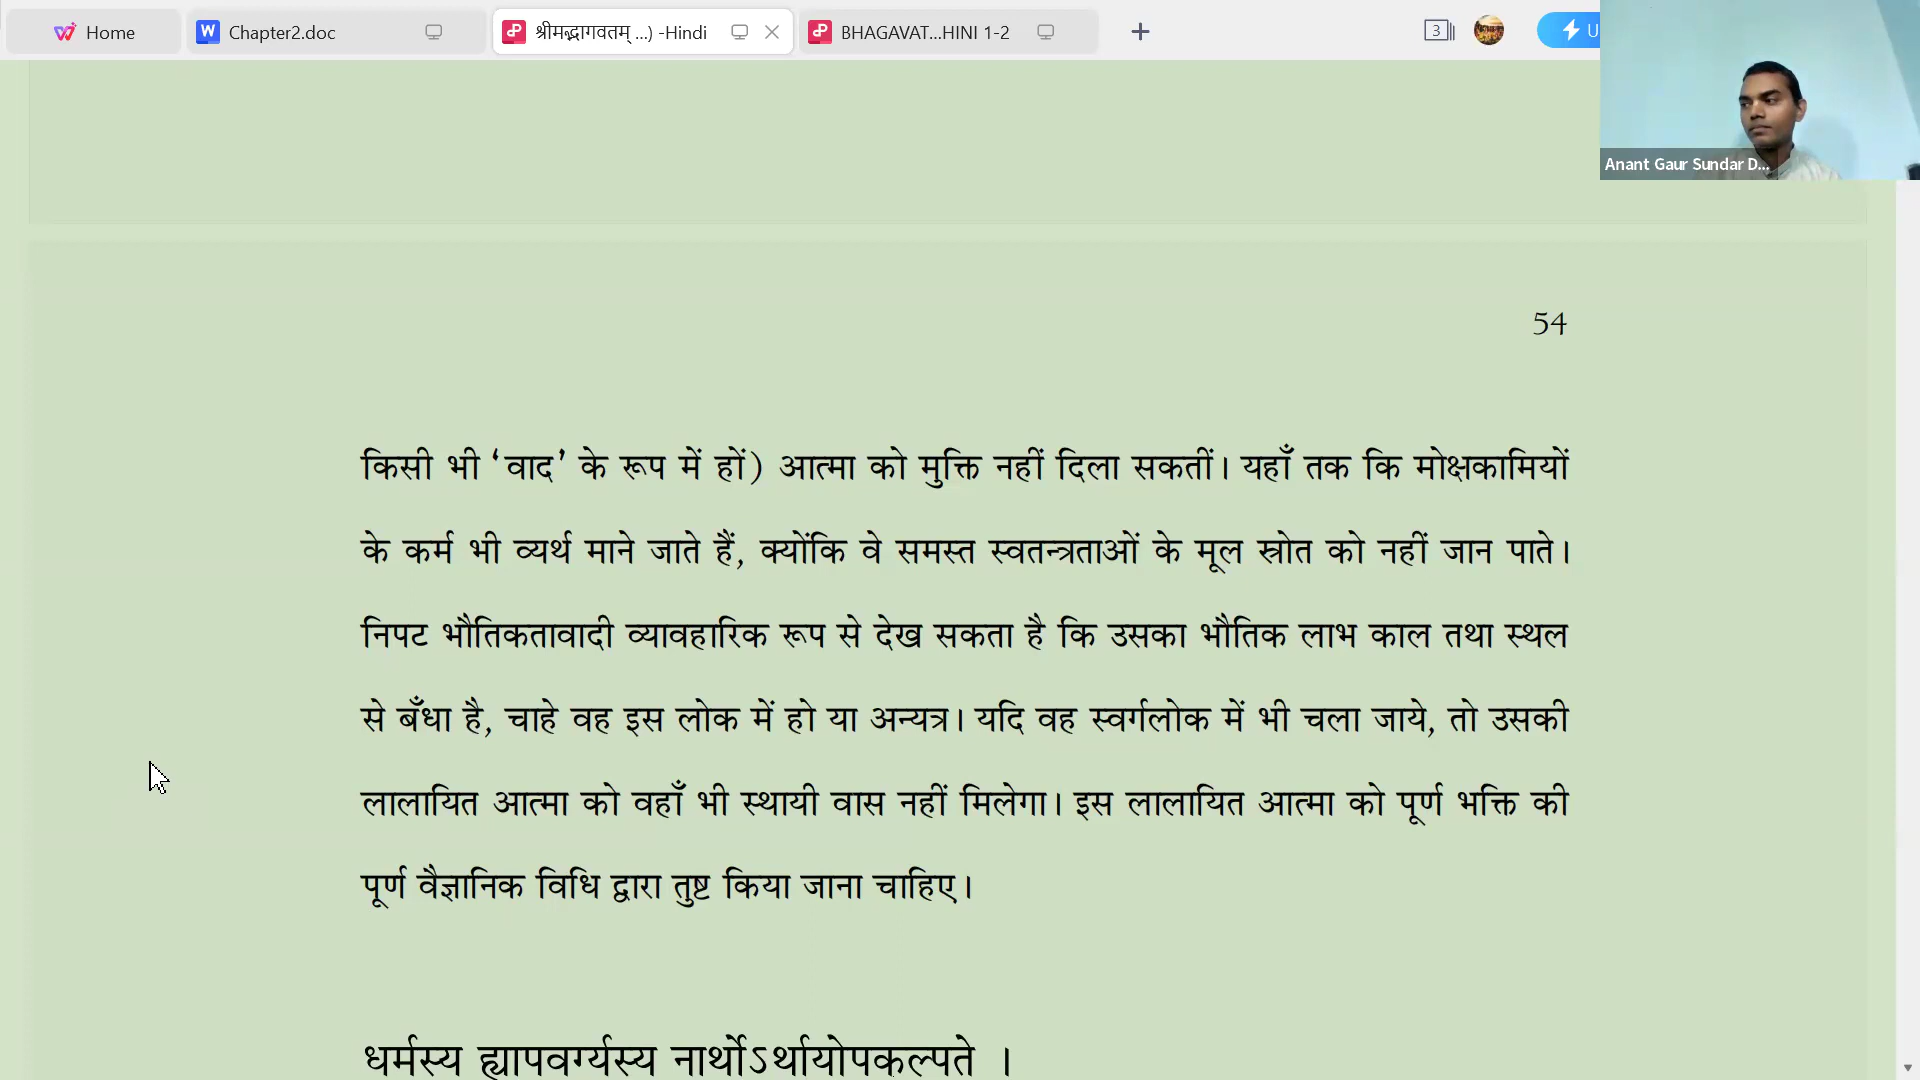 Home
Chapter2.doc
श्रीमद्भागवतम् ...) -Hindi
BHAGAVAT...HINI 1-2
3
U
Anant Gaur Sundar D...
54
किसी भी ‘वाद’ के रूप में हों) आत्मा को मुक्ति नहीं दिला सकतीं। यहाँ तक कि मोक्षकामियों
के कर्म भी व्यर्थ माने जाते हैं, क्योंकि वे समस्त स्वतन्त्रताओं के मूल स्रोत को नहीं जान पाते।
निपट भौतिकतावादी व्यावहारिक रूप से देख सकता है कि उसका भौतिक लाभ काल तथा स्थल
से बँधा है, चाहे वह इस लोक में हो या अन्यत्र। यदि वह स्वर्गलोक में भी चला जाये, तो उसकी
लालायित आत्मा को वहाँ भी स्थायी वास नहीं मिलेगा। इस लालायित आत्मा को पूर्ण भक्ति की
पूर्ण वैज्ञानिक विधि द्वारा तुष्ट किया जाना चाहिए।
धर्मस्य ह्यापवर्ग्यस्य नार्थोऽर्थायोपकल्पते ।